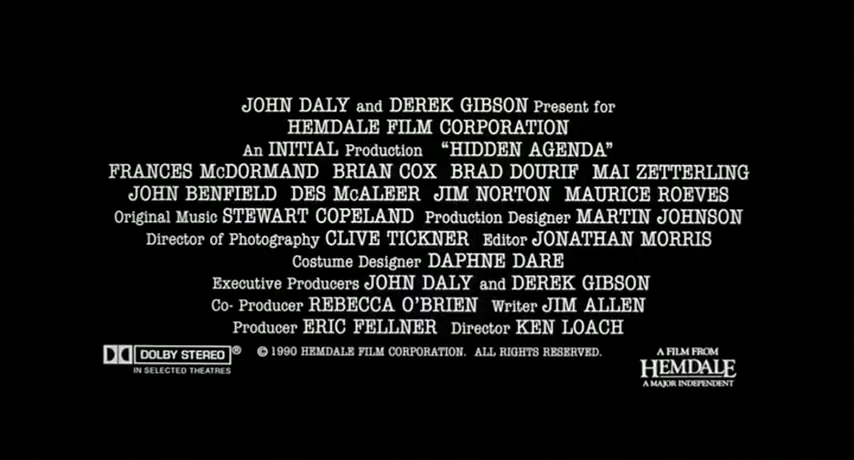 JOHN DALY and DEREK GIBSON Present for
HEMDALE FILM CORPORATION
An INITIAL Production "HIDDEN AGENDA"
FRANCES McDORMAND BRIAN COX BRAD DOURIF MAI ZETTERLING
JOHN BENFIELD DES McALEER JIM NORTON MAURICE ROEVES
Original Music STEWART COPELAND Production Designer MARTIN JOHNSON
Director of Photography CLIVE TICKNER Editor JONATHAN MORRIS
Costume Designer DAPHNE DARE
Executive Producers JOHN DALY and DEREK GIBSON
Co- Producer REBECCA O'BRIEN Writer JIM ALLEN
Producer ERIC FELLNER Director KEN LOACH
DOLBY STEREO®
IN SELECTED THEATRES
© 1990 HEMDALE FILM CORPORATION. ALL RIGHTS RESERVED.
A FILM FROM
HEMDALE
A MAJOR INDEPENDENT